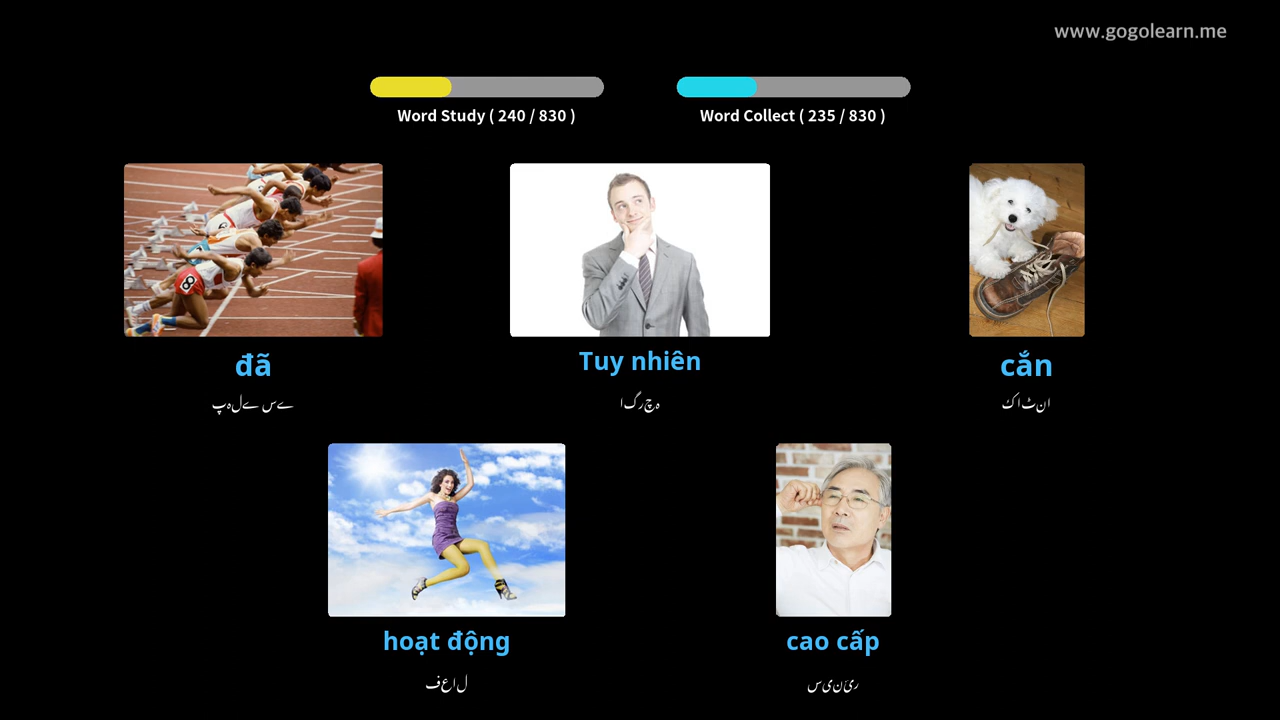 www.gogolearn.me
Word Study ( 240 / 830 )
Word Collect ( 235 / 830 )
đã
Tuy nhiên
cắn
پہلے سے
اگرچہ
کاٹنا
hoạt động
cao cấp
فعال
سینئر